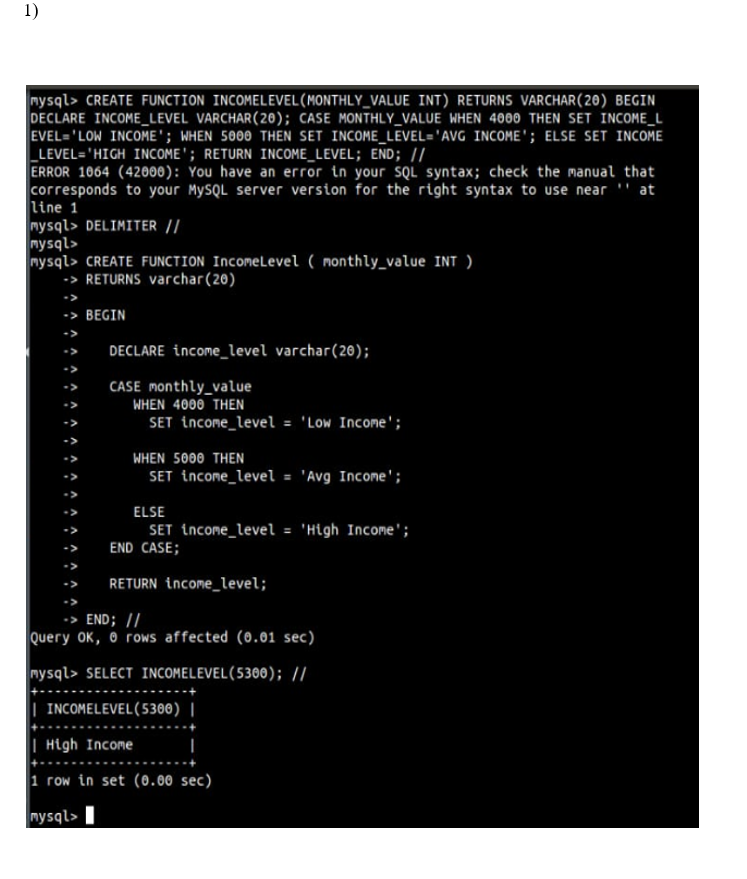 1)
mysql> CREATE FUNCTION INCOMELEVEL(MONTHLY_VALUE INT) RETURNS VARCHAR(20) BEGIN
DECLARE INCOME_LEVEL VARCHAR(20); CASE MONTHLY_VALUE WHEN 4000 THEN SET INCOME_L
EVEL='LOW INCOME'; WHEN 5000 THEN SET INCOME_LEVEL='AVG INCOME'; ELSE SET INCOME
_LEVEL='HIGH INCOME'; RETURN INCOME_LEVEL; END; //
ERROR 1064 (42000): You have an error in your SQL syntax; check the manual that
corresponds to your MySQL server version for the right syntax to use near '' at
line 1
mysql> DELIMITER //
mysql>
mysql> CREATE FUNCTION IncomeLevel ( monthly_value INT )
    -> RETURNS varchar(20)
    ->
    -> BEGIN
    ->
    ->    DECLARE income_level varchar(20);
    ->
    ->    CASE monthly_value
    ->       WHEN 4000 THEN
    ->         SET income_level = 'Low Income';
    ->
    ->       WHEN 5000 THEN
    ->         SET income_level = 'Avg Income';
    ->
    ->       ELSE
    ->         SET income_level = 'High Income';
    ->    END CASE;
    ->
    ->    RETURN income_level;
    ->
    -> END; //
Query OK, 0 rows affected (0.01 sec)
mysql> SELECT INCOMELEVEL(5300); //
+-------------------+
| INCOMELEVEL(5300) |
+-------------------+
| High Income       |
+-------------------+
1 row in set (0.00 sec)
mysql>